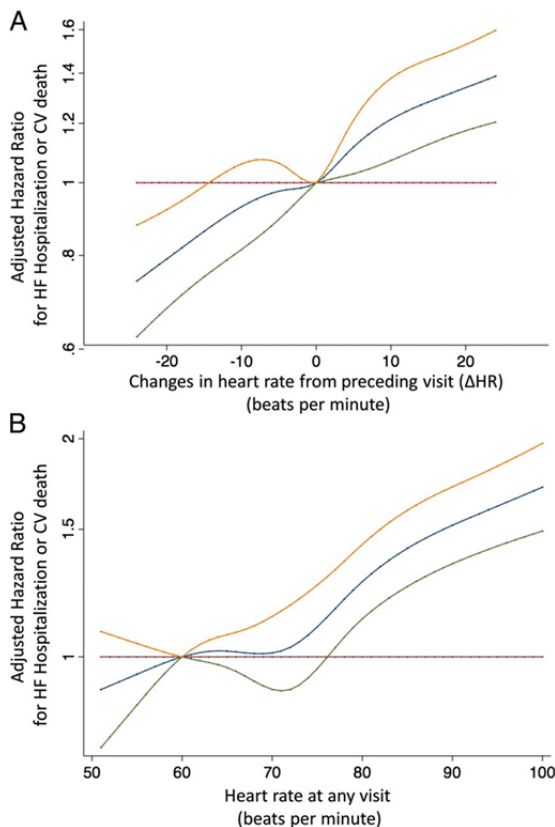 A
Adjusted Hazard Ratio
for HF Hospitalization or CV death
1.6
1.4
1.2
1
.8
.6
-20 -10 0 10 20
Changes in heart rate from preceding visit (ΔHR)
(beats per minute)
B
Adjusted Hazard Ratio
for HF Hospitalization or CV death
2
1.5
1
50 60 70 80 90 100
Heart rate at any visit
(beats per minute)